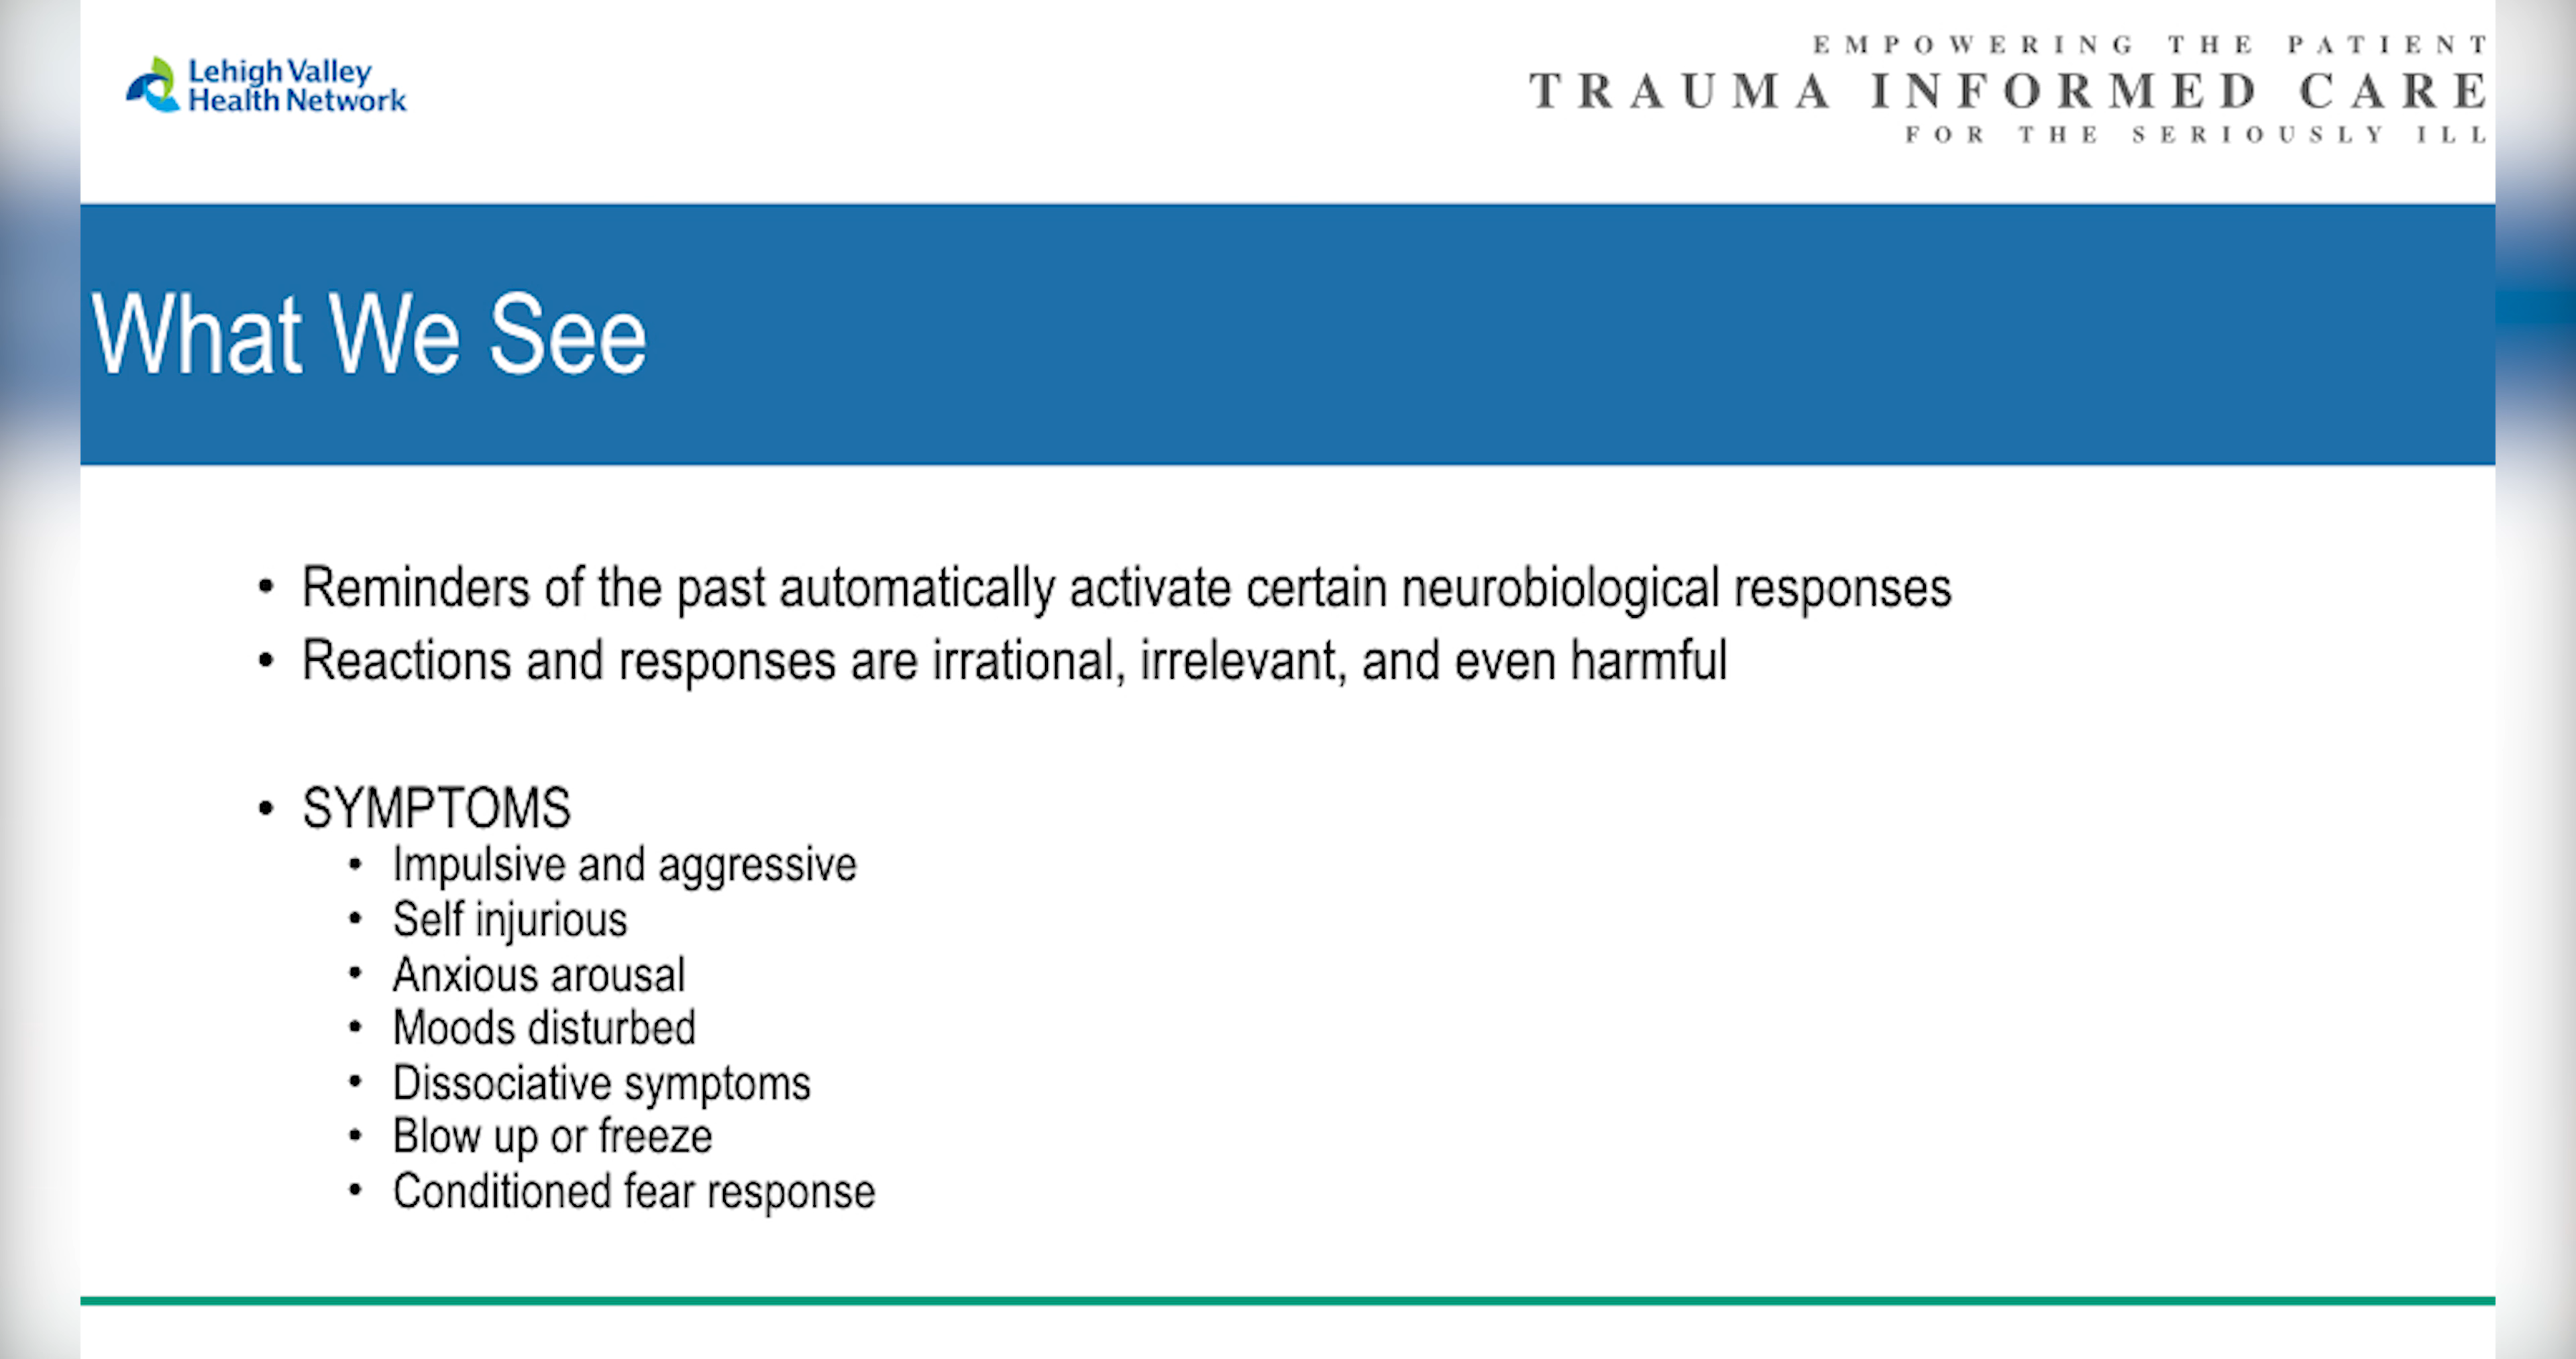 Lehigh Valley
Health Network
EMPOWERING THE PATIENT
TRAUMA INFORMED CARE
FOR THE SERIOUSLY ILL
What We See
• Reminders of the past automatically activate certain neurobiological responses
• Reactions and responses are irrational, irrelevant, and even harmful
• SYMPTOMS
• Impulsive and aggressive
• Self injurious
• Anxious arousal
• Moods disturbed
• Dissociative symptoms
• Blow up or freeze
• Conditioned fear response